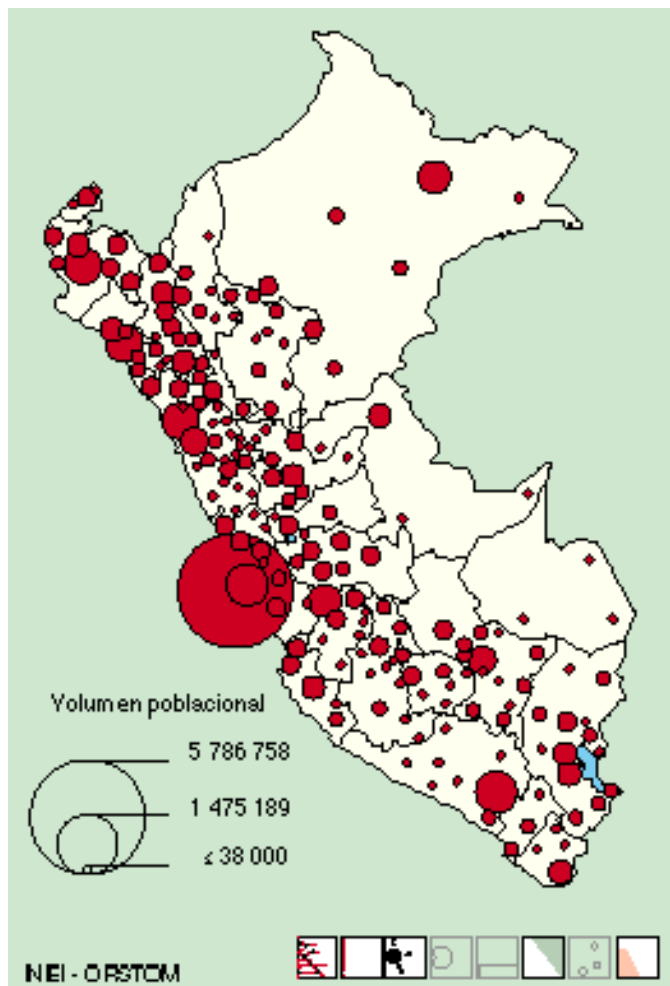 Volumen poblacional
5 786 758
1 475 189
≤ 38 000
INEI - ORSTOM